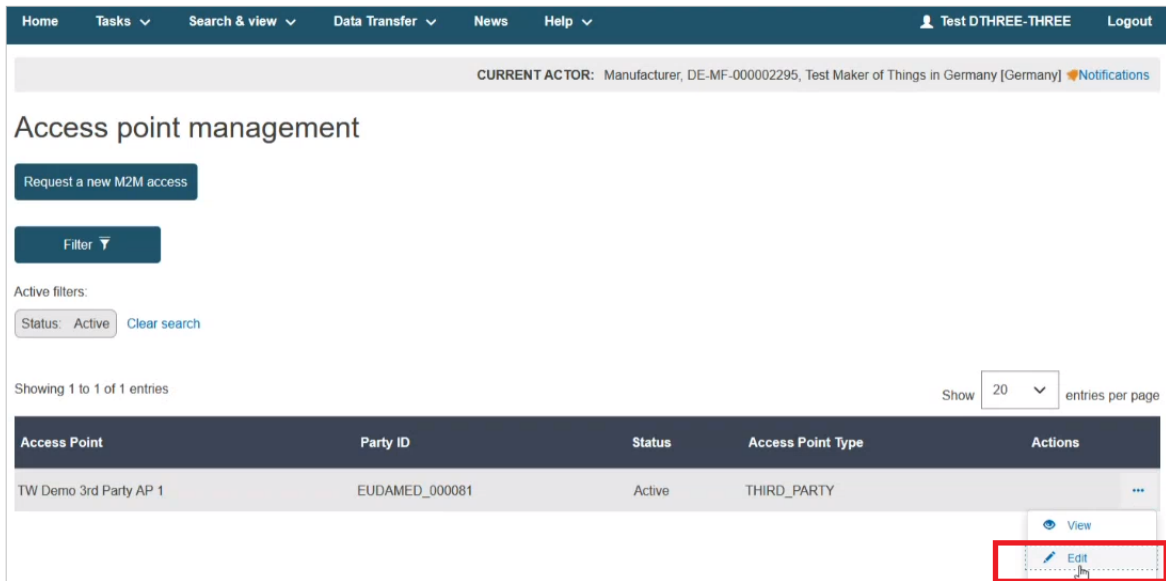 Home Tasks Search & view Data Transfer News Help Test DTHREE-THREE Logout
CURRENT ACTOR: Manufacturer, DE-MF-000002295, Test Maker of Things in Germany [Germany] Notifications
Access point management
Request a new M2M access
Filter
Active filters:
Status: Active Clear search
Showing 1 to 1 of 1 entries Show 20 entries per page
Access Point Party ID Status Access Point Type Actions
TW Demo 3rd Party AP 1 EUDAMED_000081 Active THIRD_PARTY ...
View
Edit